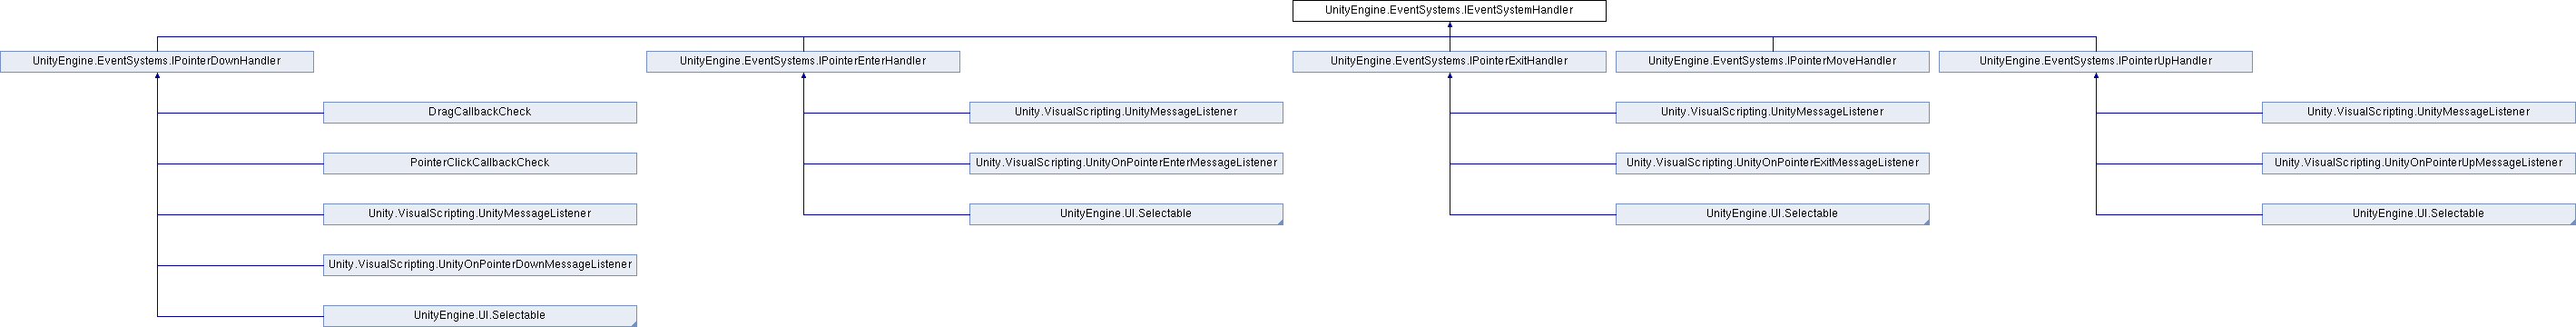 UnityEngine.EventSystems.IEventSystemHandler
UnityEngine.EventSystems.IPointerDownHandler
UnityEngine.EventSystems.IPointerEnterHandler
UnityEngine.EventSystems.IPointerExitHandler
UnityEngine.EventSystems.IPointerMoveHandler
UnityEngine.EventSystems.IPointerUpHandler
DragCallbackCheck
Unity.VisualScripting.UnityMessageListener
Unity.VisualScripting.UnityMessageListener
Unity.VisualScripting.UnityMessageListener
PointerClickCallbackCheck
Unity.VisualScripting.UnityOnPointerEnterMessageListener
Unity.VisualScripting.UnityOnPointerExitMessageListener
Unity.VisualScripting.UnityOnPointerUpMessageListener
Unity.VisualScripting.UnityMessageListener
UnityEngine.UI.Selectable
UnityEngine.UI.Selectable
UnityEngine.UI.Selectable
Unity.VisualScripting.UnityOnPointerDownMessageListener
UnityEngine.UI.Selectable